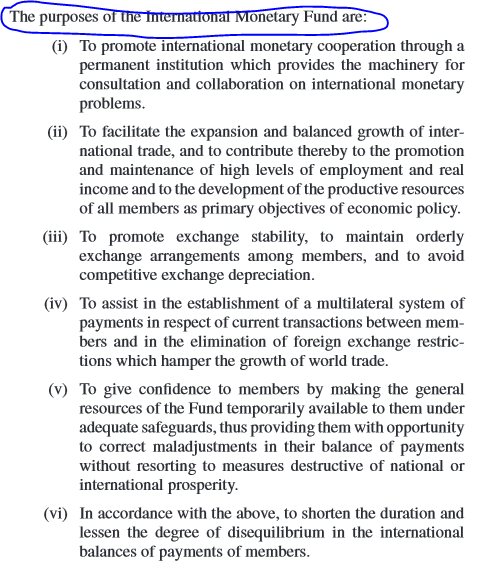 The purposes of the International Monetary Fund are:
(i) To promote international monetary cooperation through a
permanent institution which provides the machinery for
consultation and collaboration on international monetary
problems.
(ii) To facilitate the expansion and balanced growth of inter-
national trade, and to contribute thereby to the promotion
and maintenance of high levels of employment and real
income and to the development of the productive resources
of all members as primary objectives of economic policy.
(iii) To promote exchange stability, to maintain orderly
exchange arrangements among members, and to avoid
competitive exchange depreciation.
(iv) To assist in the establishment of a multilateral system of
payments in respect of current transactions between mem-
bers and in the elimination of foreign exchange restric-
tions which hamper the growth of world trade.
(v) To give confidence to members by making the general
resources of the Fund temporarily available to them under
adequate safeguards, thus providing them with opportunity
to correct maladjustments in their balance of payments
without resorting to measures destructive of national or
international prosperity.
(vi) In accordance with the above, to shorten the duration and
lessen the degree of disequilibrium in the international
balances of payments of members.